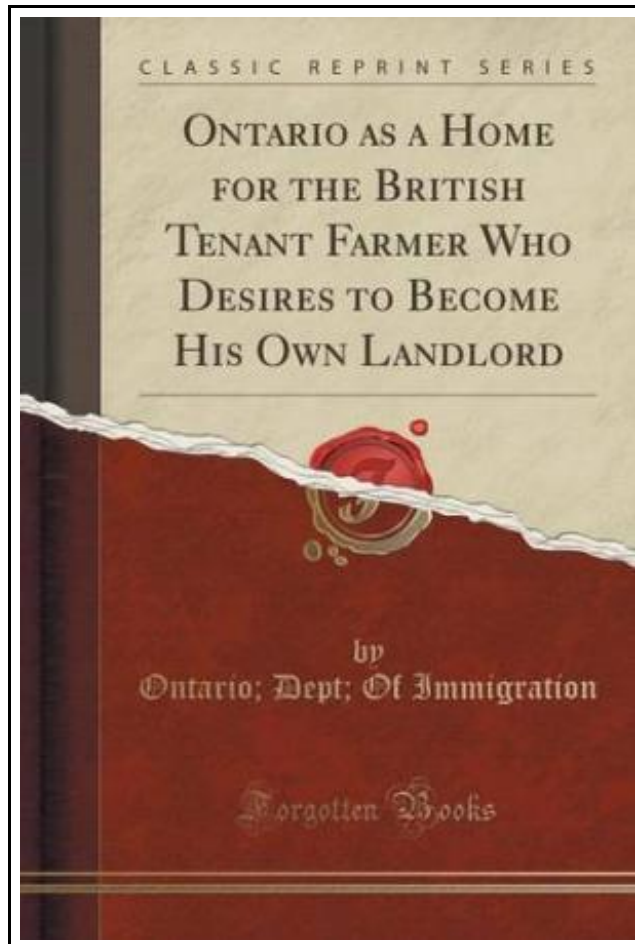 CLASSIC REPRINT SERIES
ONTARIO AS A HOME
FOR THE BRITISH
TENANT FARMER WHO
DESIRES TO BECOME
HIS OWN LANDLORD
by
Ontario; Dept; Of Immigration
Forgotten Books